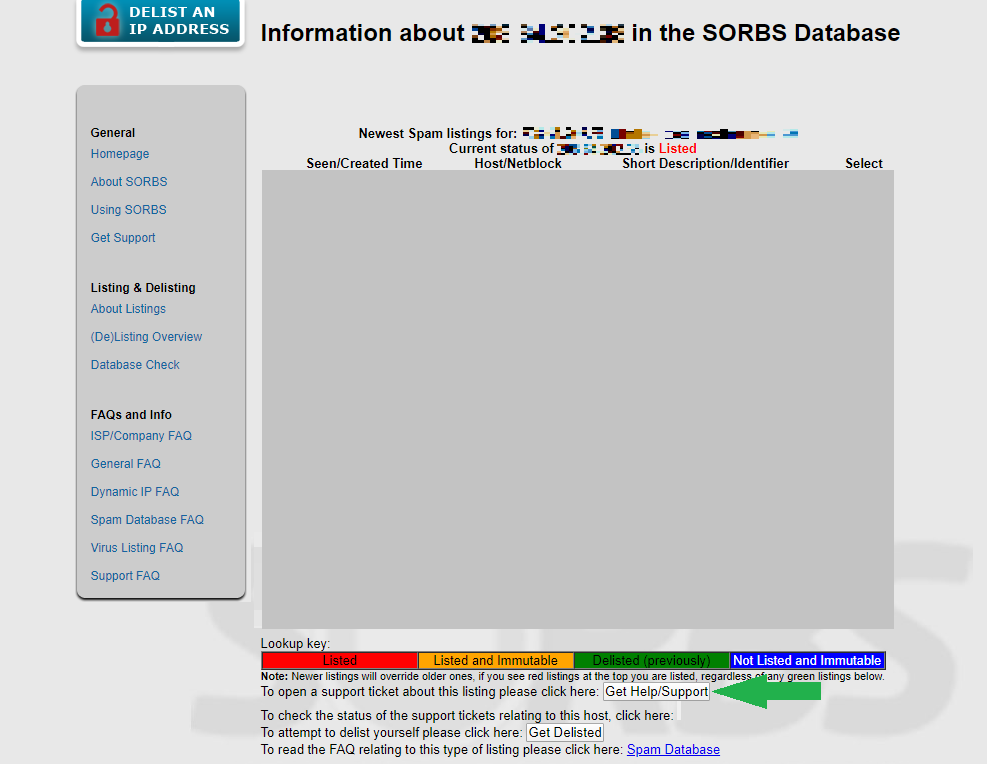 DELIST AN
IP ADDRESS
Information about in the SORBS Database
General
Homepage
About SORBS
Using SORBS
Get Support
Listing & Delisting
About Listings
(De)Listing Overview
Database Check
FAQs and Info
ISP/Company FAQ
General FAQ
Dynamic IP FAQ
Spam Database FAQ
Virus Listing FAQ
Support FAQ
Newest Spam listings for:
Current status of is Listed
Seen/Created Time Host/Netblock Short Description/Identifier Select
Lookup key:
Listed Listed and Immutable Delisted (previously) Not Listed and Immutable
Note: Newer listings will override older ones, if you see red listings at the top you are listed, regardless of any green listings below.
To open a support ticket about this listing please click here: Get Help/Support
To check the status of the support tickets relating to this host, click here:
To attempt to delist yourself please click here: Get Delisted
To read the FAQ relating to this type of listing please click here: Spam Database
SORBS